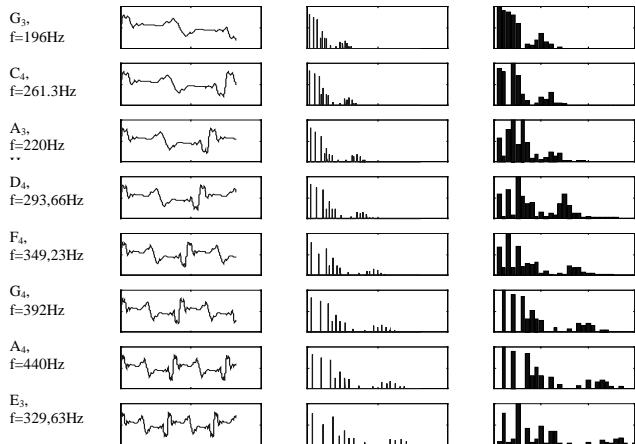 G3,
f=196Hz
C4,
f=261.3Hz
A3,
f=220Hz
D4,
f=293,66Hz
F4,
f=349,23Hz
G4,
f=392Hz
A4,
f=440Hz
E3,
f=329,63Hz